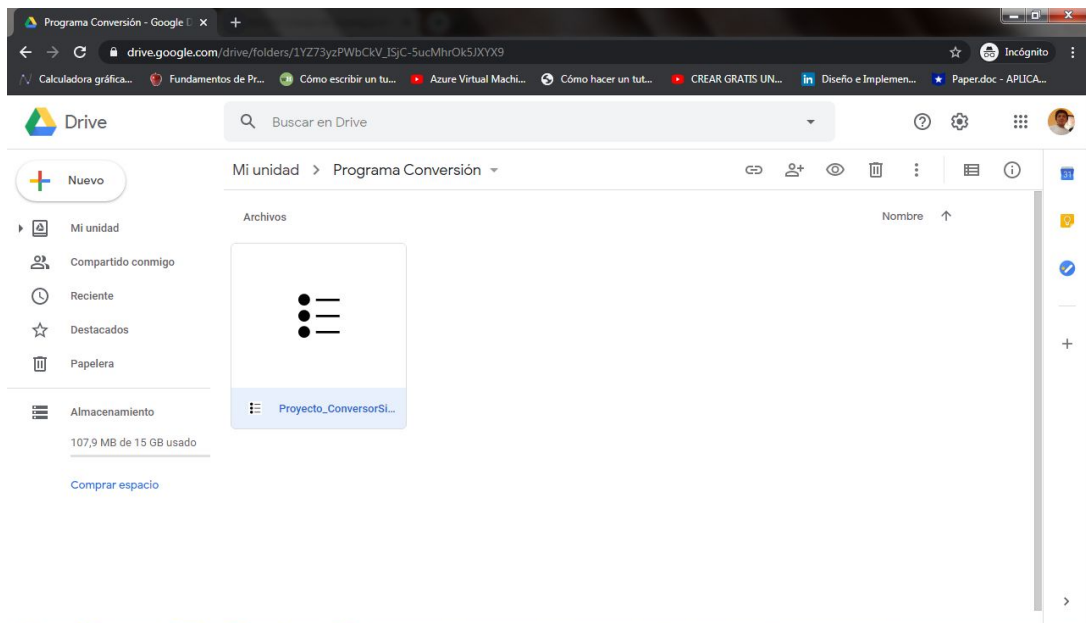 Programa Conversión - Google D
drive.google.com/drive/folders/1YZ73yzPWbCkV_ISjC-5ucMhrOk5JXYX9
Incógnito
Calculadora gráfica... Fundamentos de Pr... Cómo escribir un tu... Azure Virtual Machi... Cómo hacer un tut... CREAR GRATIS UN... Diseño e Implemen... Paper.doc - APLICA...
Drive
Buscar en Drive
Nuevo
Mi unidad > Programa Conversión
Mi unidad
Compartido conmigo
Reciente
Destacados
Papelera
Almacenamiento
107,9 MB de 15 GB usado
Comprar espacio
Archivos
Nombre
Proyecto_ConversorSi...
31